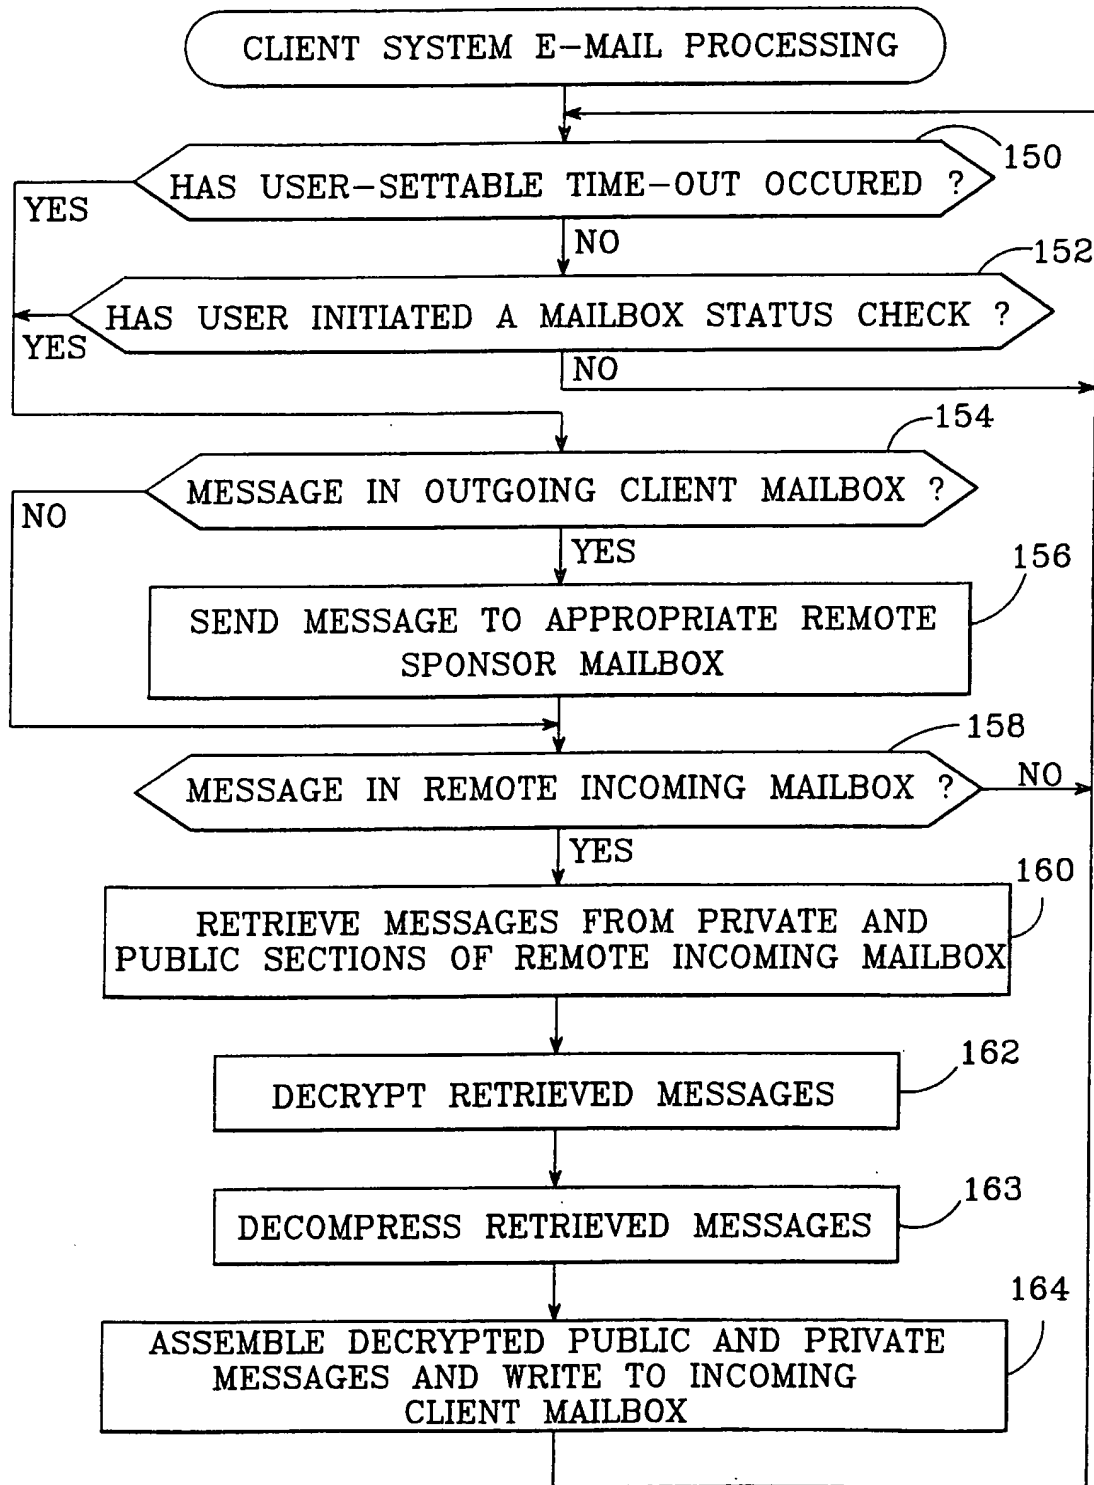 CLIENT SYSTEM E-MAIL PROCESSING
150
HAS USER-SETTABLE TIME-OUT OCCURED ?
YES
NO
152
HAS USER INITIATED A MAILBOX STATUS CHECK ?
YES
NO
154
MESSAGE IN OUTGOING CLIENT MAILBOX ?
NO
YES
156
SEND MESSAGE TO APPROPRIATE REMOTE
SPONSOR MAILBOX
158
MESSAGE IN REMOTE INCOMING MAILBOX ?
NO
YES
160
RETRIEVE MESSAGES FROM PRIVATE AND
PUBLIC SECTIONS OF REMOTE INCOMING MAILBOX
162
DECRYPT RETRIEVED MESSAGES
163
DECOMPRESS RETRIEVED MESSAGES
164
ASSEMBLE DECRYPTED PUBLIC AND PRIVATE
MESSAGES AND WRITE TO INCOMING
CLIENT MAILBOX